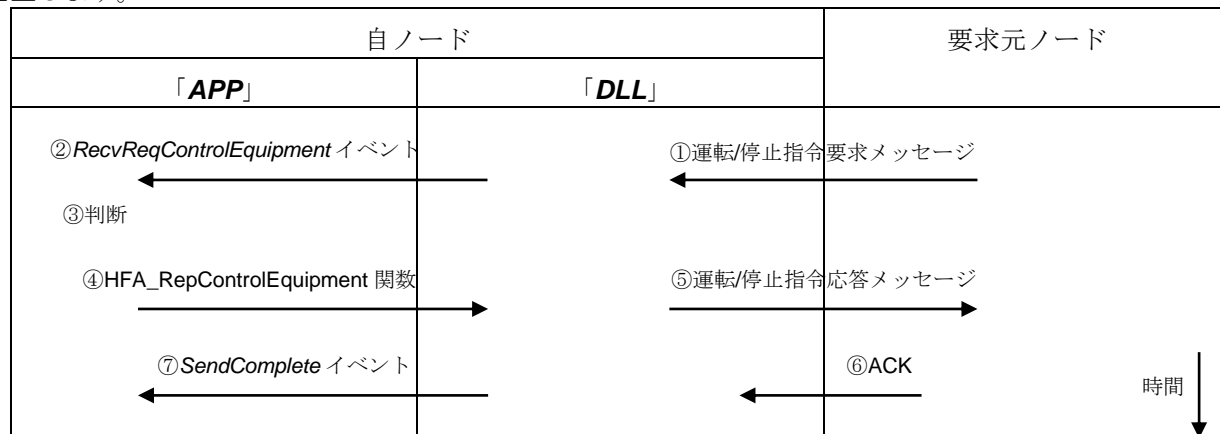 自ノード
要求元ノード
「APP」
「DLL」
②RecvReqControlEquipment イベント
①運転/停止指令要求メッセージ
③判断
④HFA_RepControlEquipment 関数
⑤運転/停止指令応答メッセージ
⑦SendComplete イベント
⑥ACK
時間